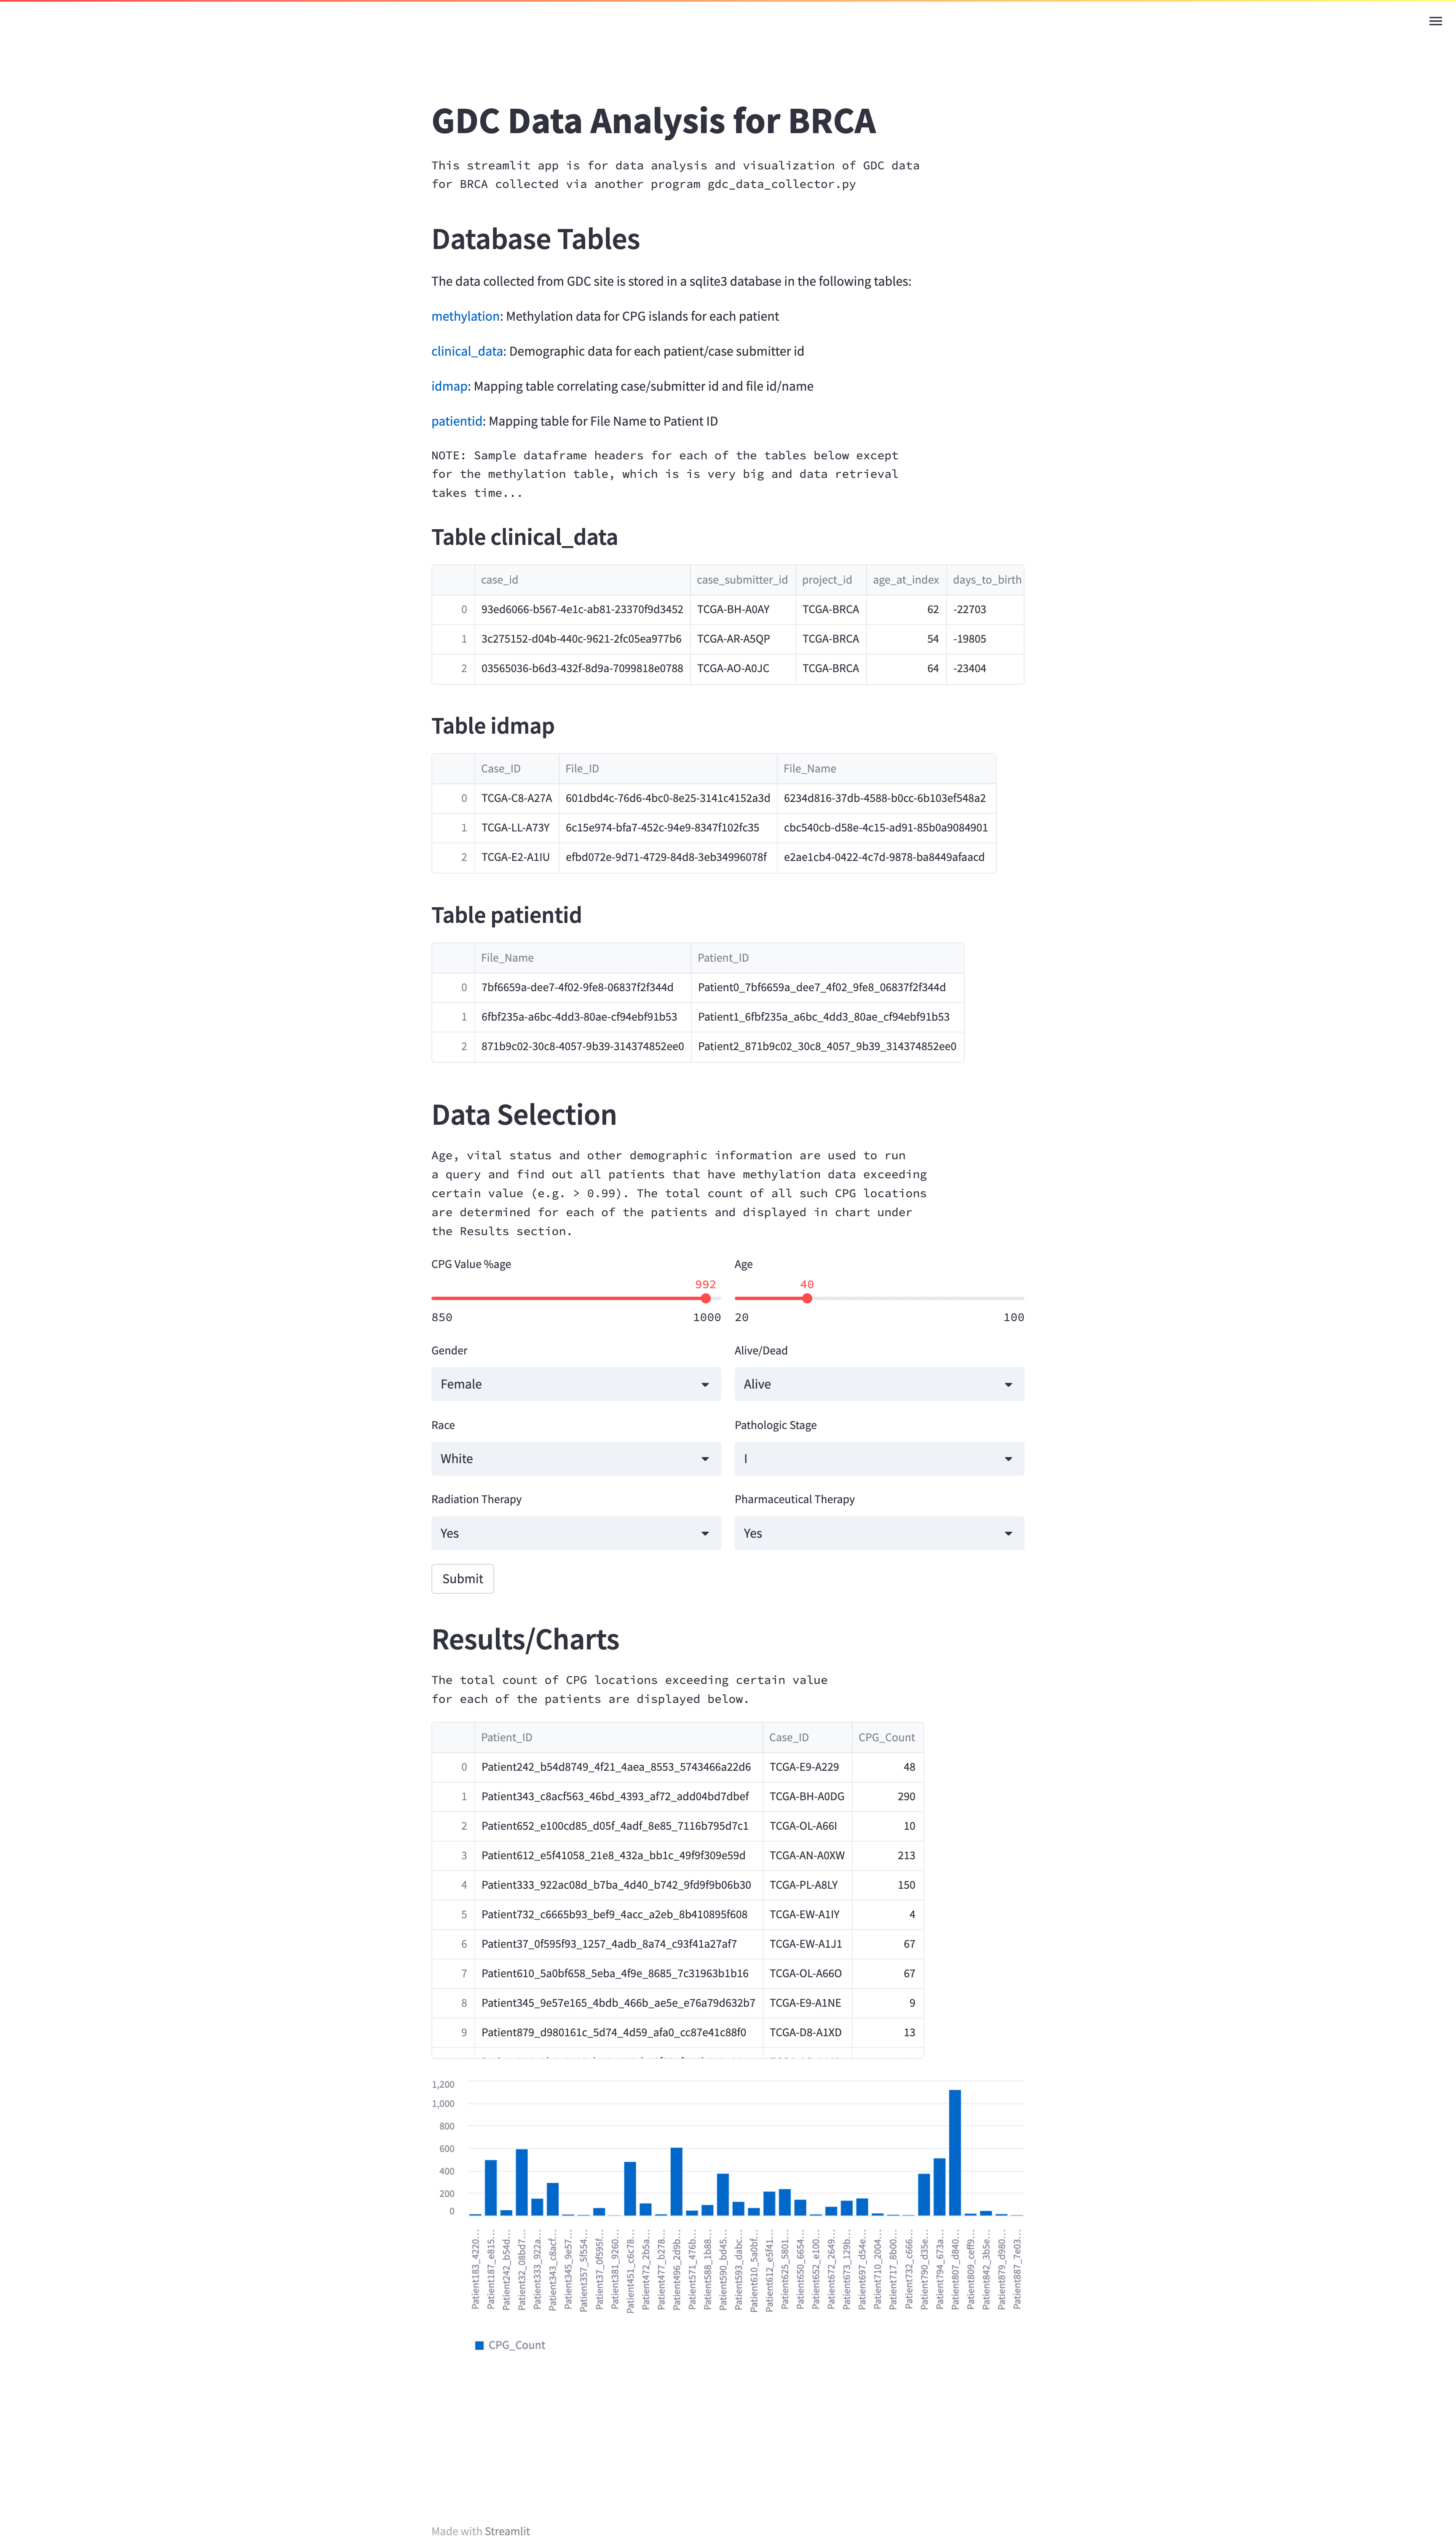 GDC Data Analysis for BRCA
This streamlit app is for data analysis and visualization of GDC data
for BRCA collected via another program gdc_data_collector.py
Database Tables
The data collected from GDC site is stored in a sqlite3 database in the following tables:
methylation: Methylation data for CPG islands for each patient
clinical_data: Demographic data for each patient/case submitter id
idmap: Mapping table correlating case/submitter id and file id/name
patientid: Mapping table for File Name to Patient ID
NOTE: Sample dataframe headers for each of the tables below except
for the methylation table, which is is very big and data retrieval
takes time...
Table clinical_data
case_id case_submitter_id project_id age_at_index days_to_birth
0 93ed6066-b567-4e1c-ab81-23370f9d3452 TCGA-BH-A0AY TCGA-BRCA 62 -22703
1 3c275152-d04b-440c-9621-2fc05ea977b6 TCGA-AR-A5QP TCGA-BRCA 54 -19805
2 03565036-b6d3-432f-8d9a-7099818e0788 TCGA-AO-A0JC TCGA-BRCA 64 -23404
Table idmap
Case_ID File_ID File_Name
0 TCGA-C8-A27A 601dbd4c-76d6-4bc0-8e25-3141c4152a3d 6234d816-37db-4588-b0cc-6b103ef548a2
1 TCGA-LL-A73Y 6c15e974-bfa7-452c-94e9-8347f102fc35 cbc540cb-d58e-4c15-ad91-85b0a9084901
2 TCGA-E2-A1IU efbd072e-9d71-4729-84d8-3eb34996078f e2ae1cb4-0422-4c7d-9878-ba8449afaacd
Table patientid
File_Name Patient_ID
0 7bf6659a-dee7-4f02-9fe8-06837f2f344d Patient0_7bf6659a_dee7_4f02_9fe8_06837f2f344d
1 6fbf235a-a6bc-4dd3-80ae-cf94ebf91b53 Patient1_6fbf235a_a6bc_4dd3_80ae_cf94ebf91b53
2 871b9c02-30c8-4057-9b39-314374852ee0 Patient2_871b9c02_30c8_4057_9b39_314374852ee0
Data Selection
Age, vital status and other demographic information are used to run
a query and find out all patients that have methylation data exceeding
certain value (e.g. > 0.99). The total count of all such CPG locations
are determined for each of the patients and displayed in chart under
the Results section.
CPG Value %age Age
992 40
850 1000 20 100
Gender Alive/Dead
Female Alive
Race Pathologic Stage
White I
Radiation Therapy Pharmaceutical Therapy
Yes Yes
Submit
Results/Charts
The total count of CPG locations exceeding certain value
for each of the patients are displayed below.
Patient_ID Case_ID CPG_Count
0 Patient242_b54d8749_4f21_4aea_8553_5743466a22d6 TCGA-E9-A229 48
1 Patient343_c8acf563_46bd_4393_af72_add04bd7dbef TCGA-BH-A0DG 290
2 Patient652_e100cd85_d05f_4adf_8e85_7116b795d7c1 TCGA-OL-A66I 10
3 Patient612_e5f41058_21e8_432a_bb1c_49f9f309e59d TCGA-AN-A0XW 213
4 Patient333_922ac08d_b7ba_4d40_b742_9fd9f9b06b30 TCGA-PL-A8LY 150
5 Patient732_c6665b93_bef9_4acc_a2eb_8b410895f608 TCGA-EW-A1IY 4
6 Patient37_0f595f93_1257_4adb_8a74_c93f41a27af7 TCGA-EW-A1J1 67
7 Patient610_5a0bf658_5eba_4f9e_8685_7c31963b1b16 TCGA-OL-A66O 67
8 Patient345_9e57e165_4bdb_466b_ae5e_e76a79d632b7 TCGA-E9-A1NE 9
9 Patient879_d980161c_5d74_4d59_afa0_cc87e41c88f0 TCGA-D8-A1XD 13
1,200
1,000
800
600
400
200
0
Patient183_4220…
Patient187_e815…
Patient242_b54d…
Patient32_08bd7…
Patient333_922a…
Patient343_c8acf…
Patient345_9e57…
Patient357_5f554…
Patient37_0f595f…
Patient381_9260…
Patient451_c6c78…
Patient472_2b5a…
Patient477_b278…
Patient496_2d9b…
Patient571_476b…
Patient588_1b88…
Patient590_bd45…
Patient593_dabc…
Patient610_5a0bf…
Patient612_e5f41…
Patient625_5801…
Patient650_6654…
Patient652_e100…
Patient672_2649…
Patient673_129b…
Patient697_d54e…
Patient710_2004…
Patient717_8b00…
Patient732_c666…
Patient790_d35e…
Patient794_673a…
Patient807_d840…
Patient809_ceff9…
Patient842_3b5e…
Patient879_d980…
Patient887_7e03…
CPG_Count
Made with Streamlit